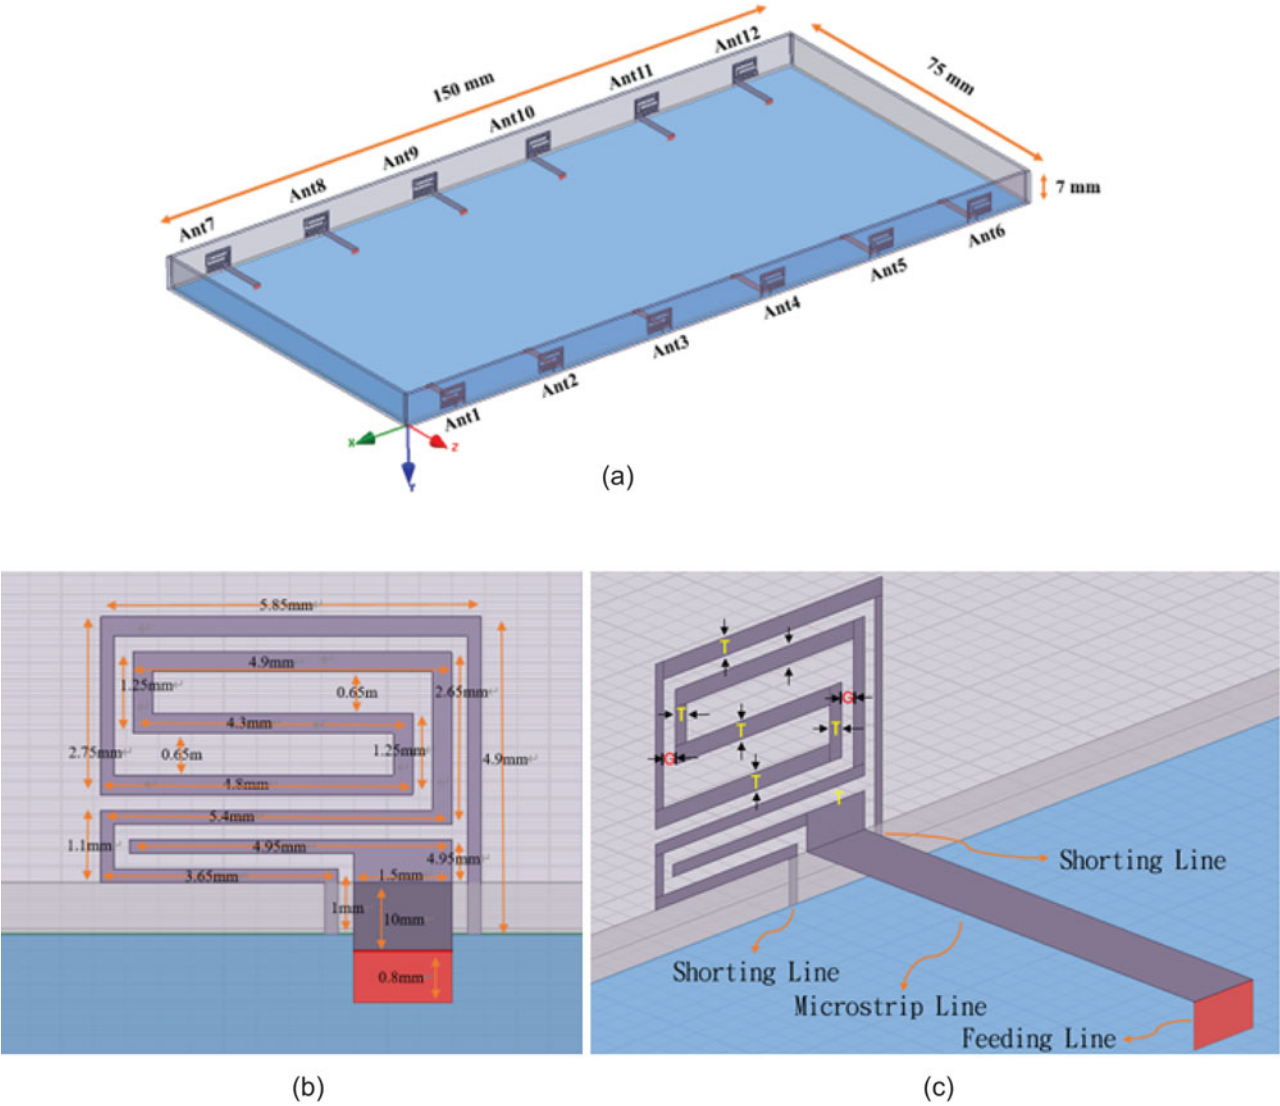 150 mm
75 mm
7 mm
Ant12
Ant11
Ant10
Ant9
Ant8
Ant7
Ant6
Ant5
Ant4
Ant3
Ant2
Ant1
X
Z
Y
(a)
5.85mm
4.9mm
1.25mm
0.65m
2.65mm
4.3mm
2.75mm
0.65m
1.25mm
4.9mm
4.8mm
5.4mm
1.1mm
4.95mm
4.95mm
3.65mm
1.5mm
1mm
10mm
0.8mm
(b)
T
T
G
T
T
G
T
T
Shorting Line
Shorting Line
Microstrip Line
Feeding Line
(c)